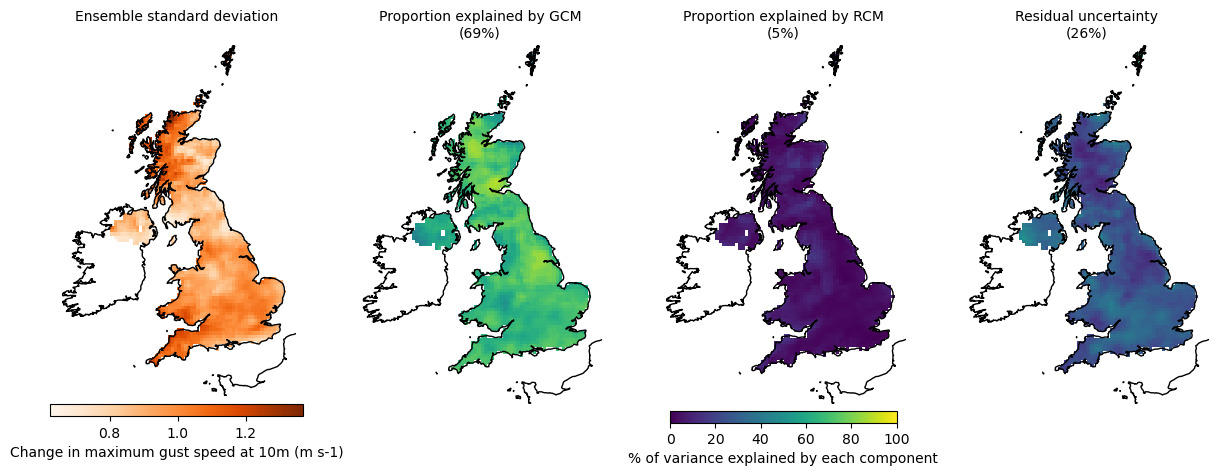 Ensemble standard deviation
Proportion explained by GCM
(69%)
Proportion explained by RCM
(5%)
Residual uncertainty
(26%)
0.8 1.0 1.2
Change in maximum gust speed at 10m (m s-1)
0 20 40 60 80 100
% of variance explained by each component